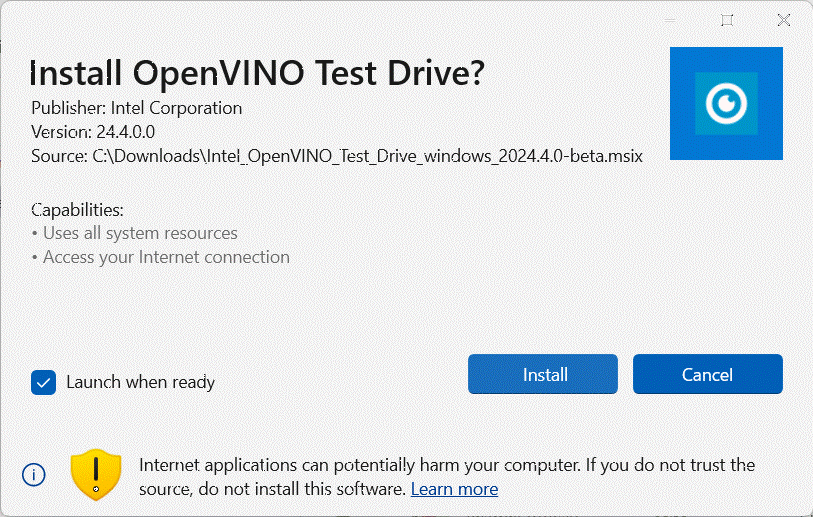 Install OpenVINO Test Drive?
Publisher: Intel Corporation
Version: 24.4.0.0
Source: C:\Downloads\Intel_OpenVINO_Test_Drive_windows_2024.4.0-beta.msix
Capabilities:
• Uses all system resources
• Access your Internet connection
Launch when ready
Install
Cancel
Internet applications can potentially harm your computer. If you do not trust the
source, do not install this software. Learn more